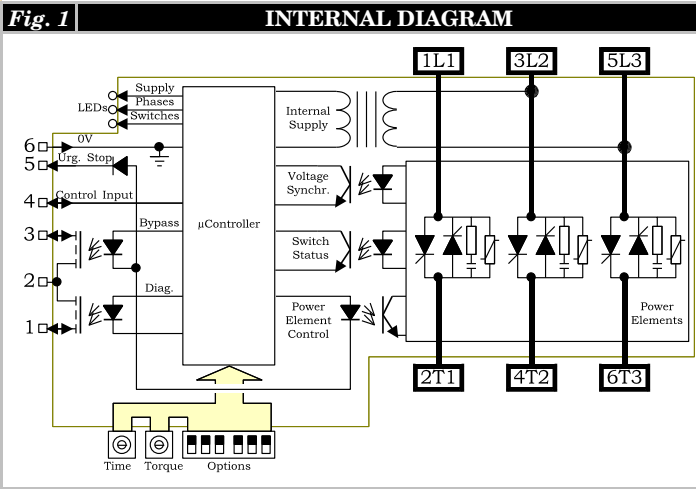 Fig. 1
INTERNAL DIAGRAM
1L1
3L2
5L3
Supply
LEDs
Phases
Switches
Internal
Supply
6
0V
5
Urg. Stop
4
Control Input
Voltage
Synchr.
3
Bypass
µController
Switch
Status
2
Diag.
1
Power
Element
Control
Power
Elements
2T1
4T2
6T3
Time
Torque
Options